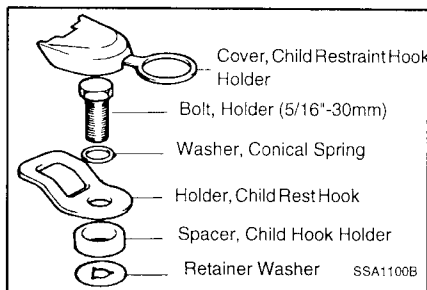 Cover, Child Restraint Hook
Holder
Bolt, Holder (5/16"-30mm)
Washer, Conical Spring
Holder, Child Rest Hook
Spacer, Child Hook Holder
Retainer Washer
SSA1100B